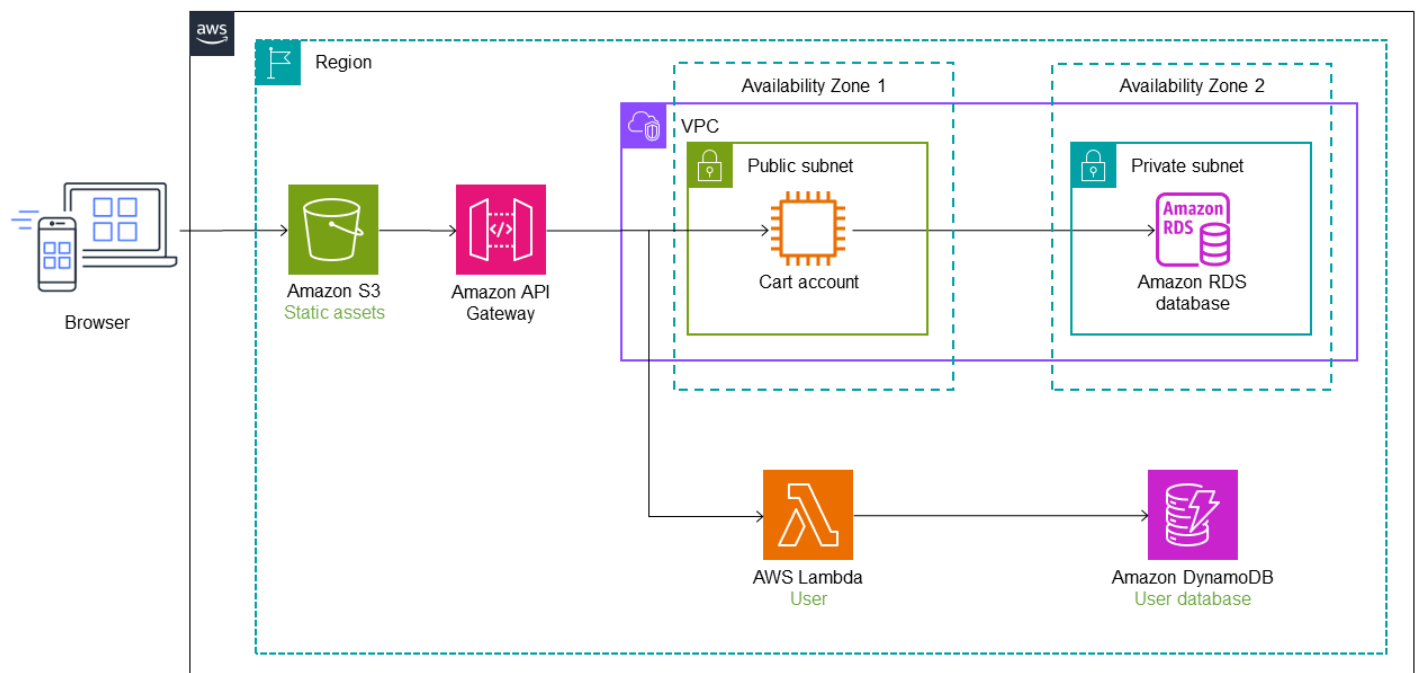 aws
Region
Availability Zone 1
Availability Zone 2
VPC
Public subnet
Private subnet
Amazon
RDS
</>
Cart account
Amazon RDS
database
Amazon S3
Static assets
Amazon API
Gateway
Browser
AWS Lambda
User
Amazon DynamoDB
User database